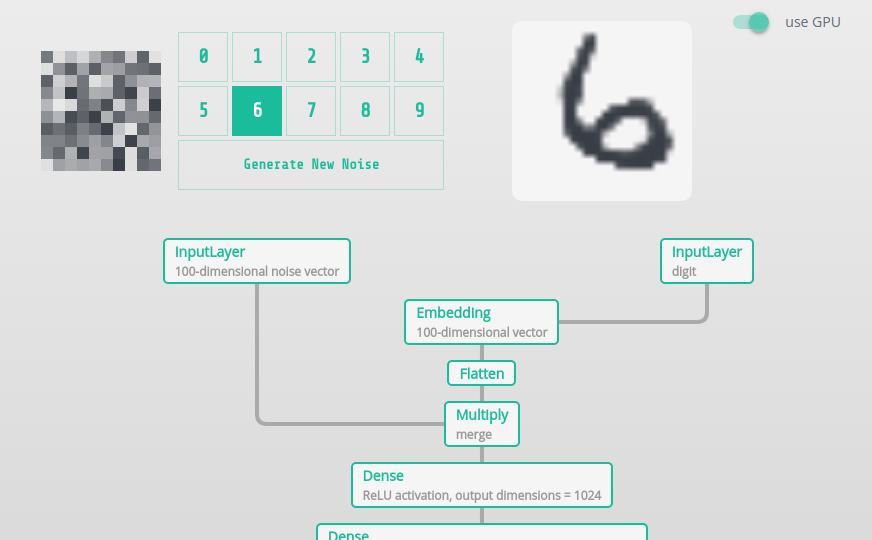 use GPU
0 1 2 3 4
5 6 7 8 9
Generate New Noise
6
InputLayer
100-dimensional noise vector
InputLayer
digit
Embedding
100-dimensional vector
Flatten
Multiply
merge
Dense
ReLU activation, output dimensions = 1024
Dense